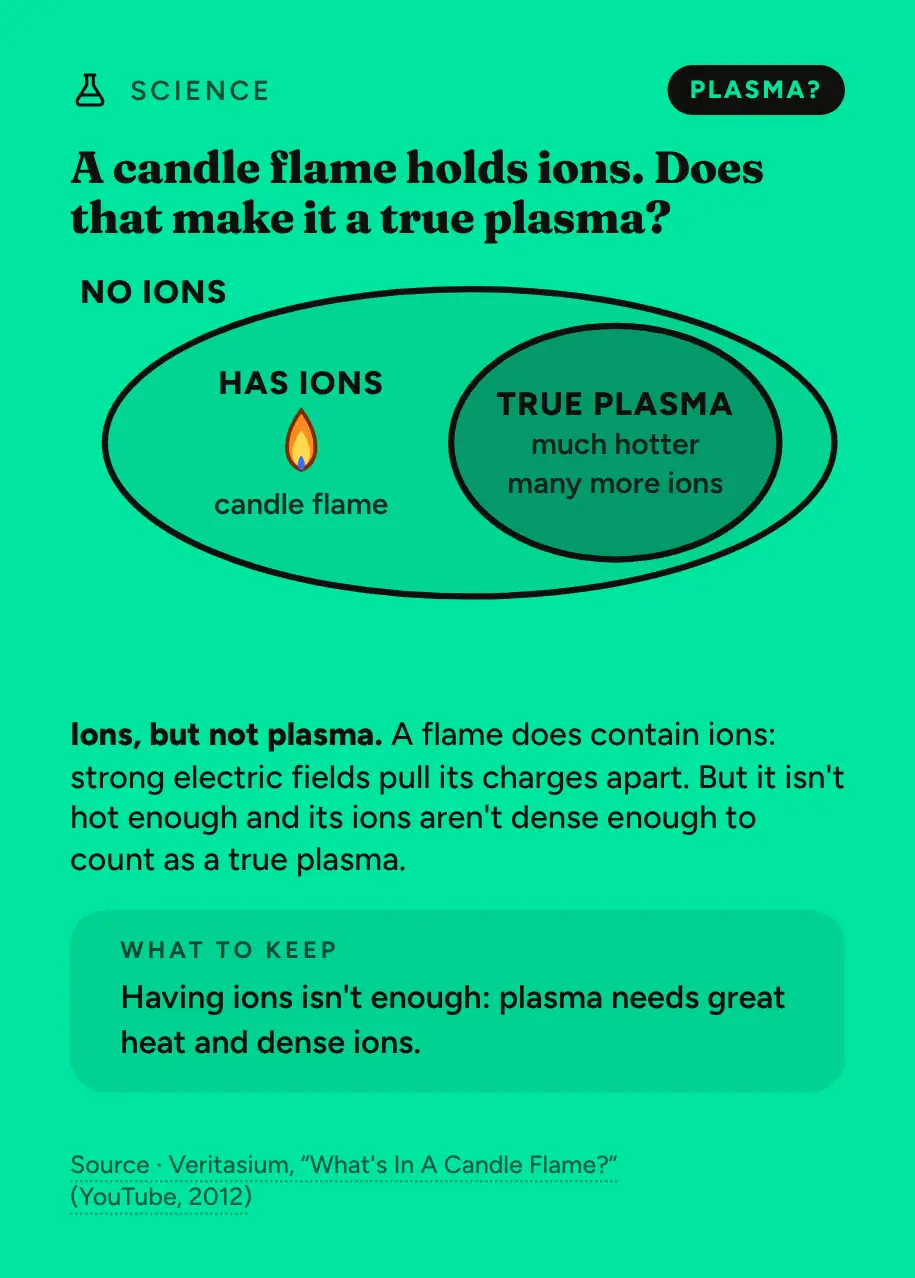 SCIENCE
PLASMA?
A candle flame holds ions. Does
that make it a true plasma?
NO IONS
HAS IONS
candle flame
TRUE PLASMA
much hotter
many more ions
Ions, but not plasma. A flame does contain ions:
strong electric fields pull its charges apart. But it isn't
hot enough and its ions aren't dense enough to
count as a true plasma.
WHAT TO KEEP
Having ions isn't enough: plasma needs great
heat and dense ions.
Source · Veritasium, “What's In A Candle Flame?”
(YouTube, 2012)